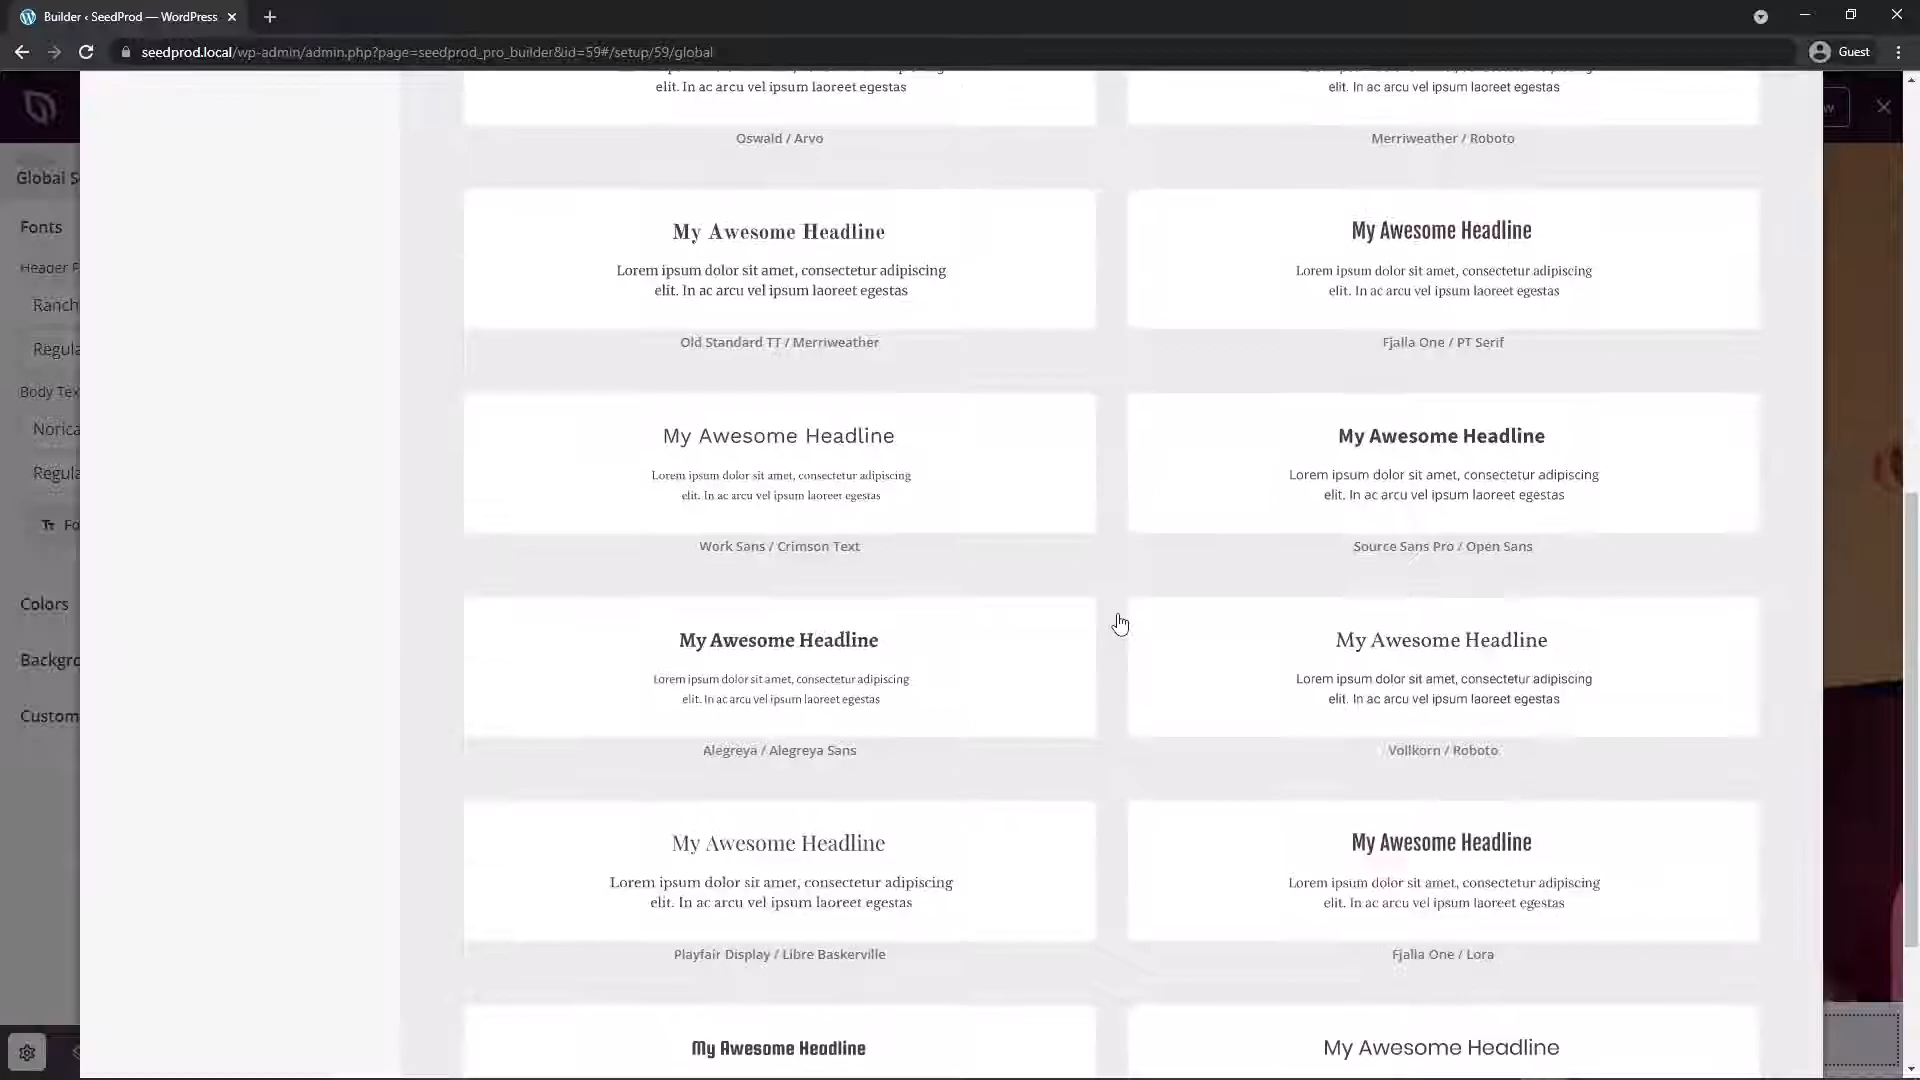 Builder ‹ SeedProd — WordPress
seedprod.local/wp-admin/admin.php?page=seedprod_pro_builder&id=59#/setup/59/global
Guest
elit. In ac arcu vel ipsum laoreet egestas
elit. In ac arcu vel ipsum laoreet egestas
Oswald / Arvo
Merriweather / Roboto
Global S
Fonts
Header F
Ranch
Regula
Body Tex
Norica
Regula
Tt Fo
Colors
Backgro
Custom
My Awesome Headline
Lorem ipsum dolor sit amet, consectetur adipiscing
elit. In ac arcu vel ipsum laoreet egestas
Old Standard TT / Merriweather
My Awesome Headline
Lorem ipsum dolor sit amet, consectetur adipiscing
elit. In ac arcu vel ipsum laoreet egestas
Fjalla One / PT Serif
My Awesome Headline
Lorem ipsum dolor sit amet, consectetur adipiscing
elit. In ac arcu vel ipsum laoreet egestas
Work Sans / Crimson Text
My Awesome Headline
Lorem ipsum dolor sit amet, consectetur adipiscing
elit. In ac arcu vel ipsum laoreet egestas
Source Sans Pro / Open Sans
My Awesome Headline
Lorem ipsum dolor sit amet, consectetur adipiscing
elit. In ac arcu vel ipsum laoreet egestas
Alegreya / Alegreya Sans
My Awesome Headline
Lorem ipsum dolor sit amet, consectetur adipiscing
elit. In ac arcu vel ipsum laoreet egestas
Vollkorn / Roboto
My Awesome Headline
Lorem ipsum dolor sit amet, consectetur adipiscing
elit. In ac arcu vel ipsum laoreet egestas
Playfair Display / Libre Baskerville
My Awesome Headline
Lorem ipsum dolor sit amet, consectetur adipiscing
elit. In ac arcu vel ipsum laoreet egestas
Fjalla One / Lora
My Awesome Headline
My Awesome Headline